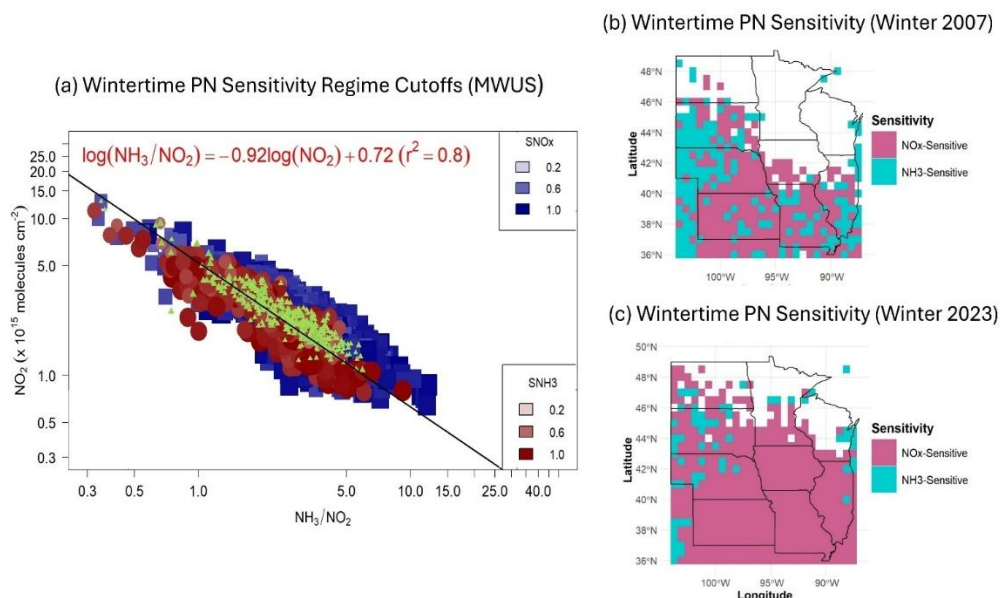 (a) Wintertime PN Sensitivity Regime Cutoffs (MWUS)
log(NH₃/NO₂) = −0.92log(NO₂) + 0.72 (r² = 0.8)
SNOx
0.2
0.6
1.0
SNH3
0.2
0.6
1.0
25.0
20.0
15.0
10.0
5.0
1.0
0.5
0.3
NO₂ (x 10¹⁵ molecules cm⁻²)
0.3 0.5 1.0 5.0 10.0 15.0 25.0 40.0
NH₃/NO₂
(b) Wintertime PN Sensitivity (Winter 2007)
48°N
46°N
44°N
42°N
40°N
38°N
36°N
Latitude
100°W 95°W 90°W
Sensitivity
NOx-Sensitive
NH3-Sensitive
(c) Wintertime PN Sensitivity (Winter 2023)
50°N
48°N
46°N
44°N
42°N
40°N
38°N
36°N
Latitude
100°W 95°W 90°W
Longitude
Sensitivity
NOx-Sensitive
NH3-Sensitive